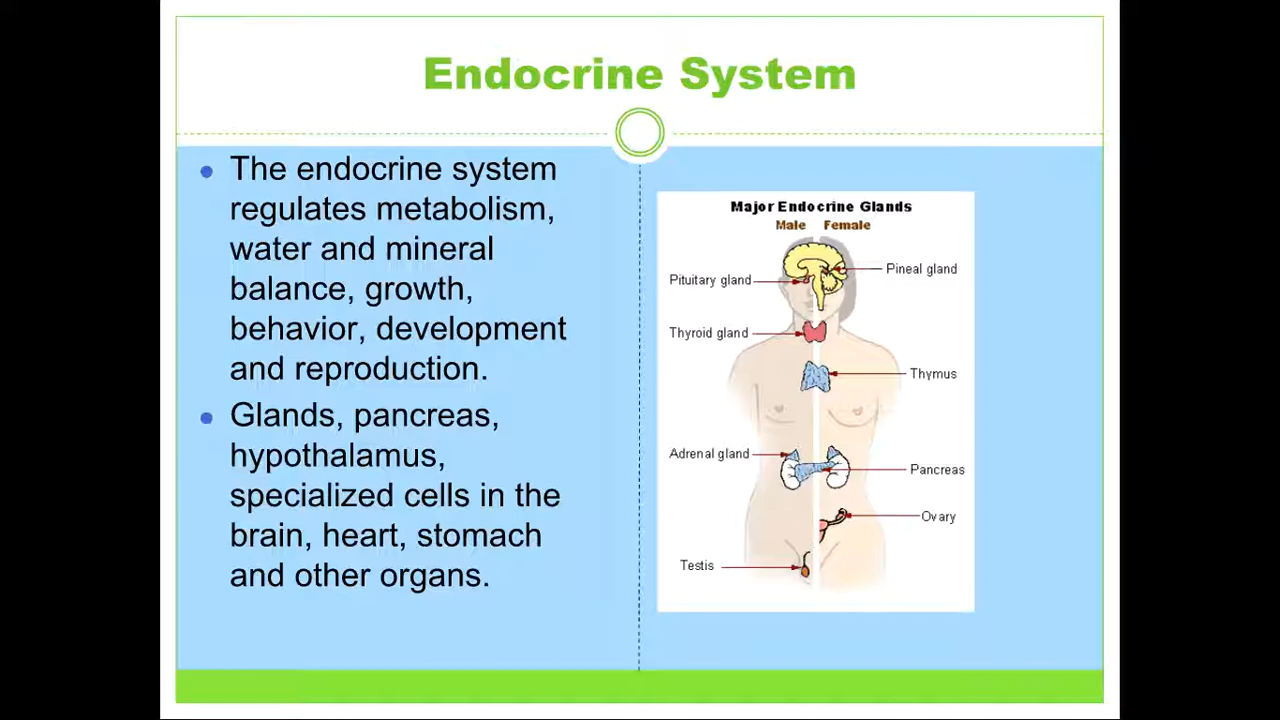 Endocrine System
The endocrine system
regulates metabolism,
water and mineral
balance, growth,
behavior, development
and reproduction.
Glands, pancreas,
hypothalamus,
specialized cells in the
brain, heart, stomach
and other organs.
Major Endocrine Glands
Male Female
Pineal gland
Pituitary gland
Thyroid gland
Thymus
Adrenal gland
Pancreas
Ovary
Testis